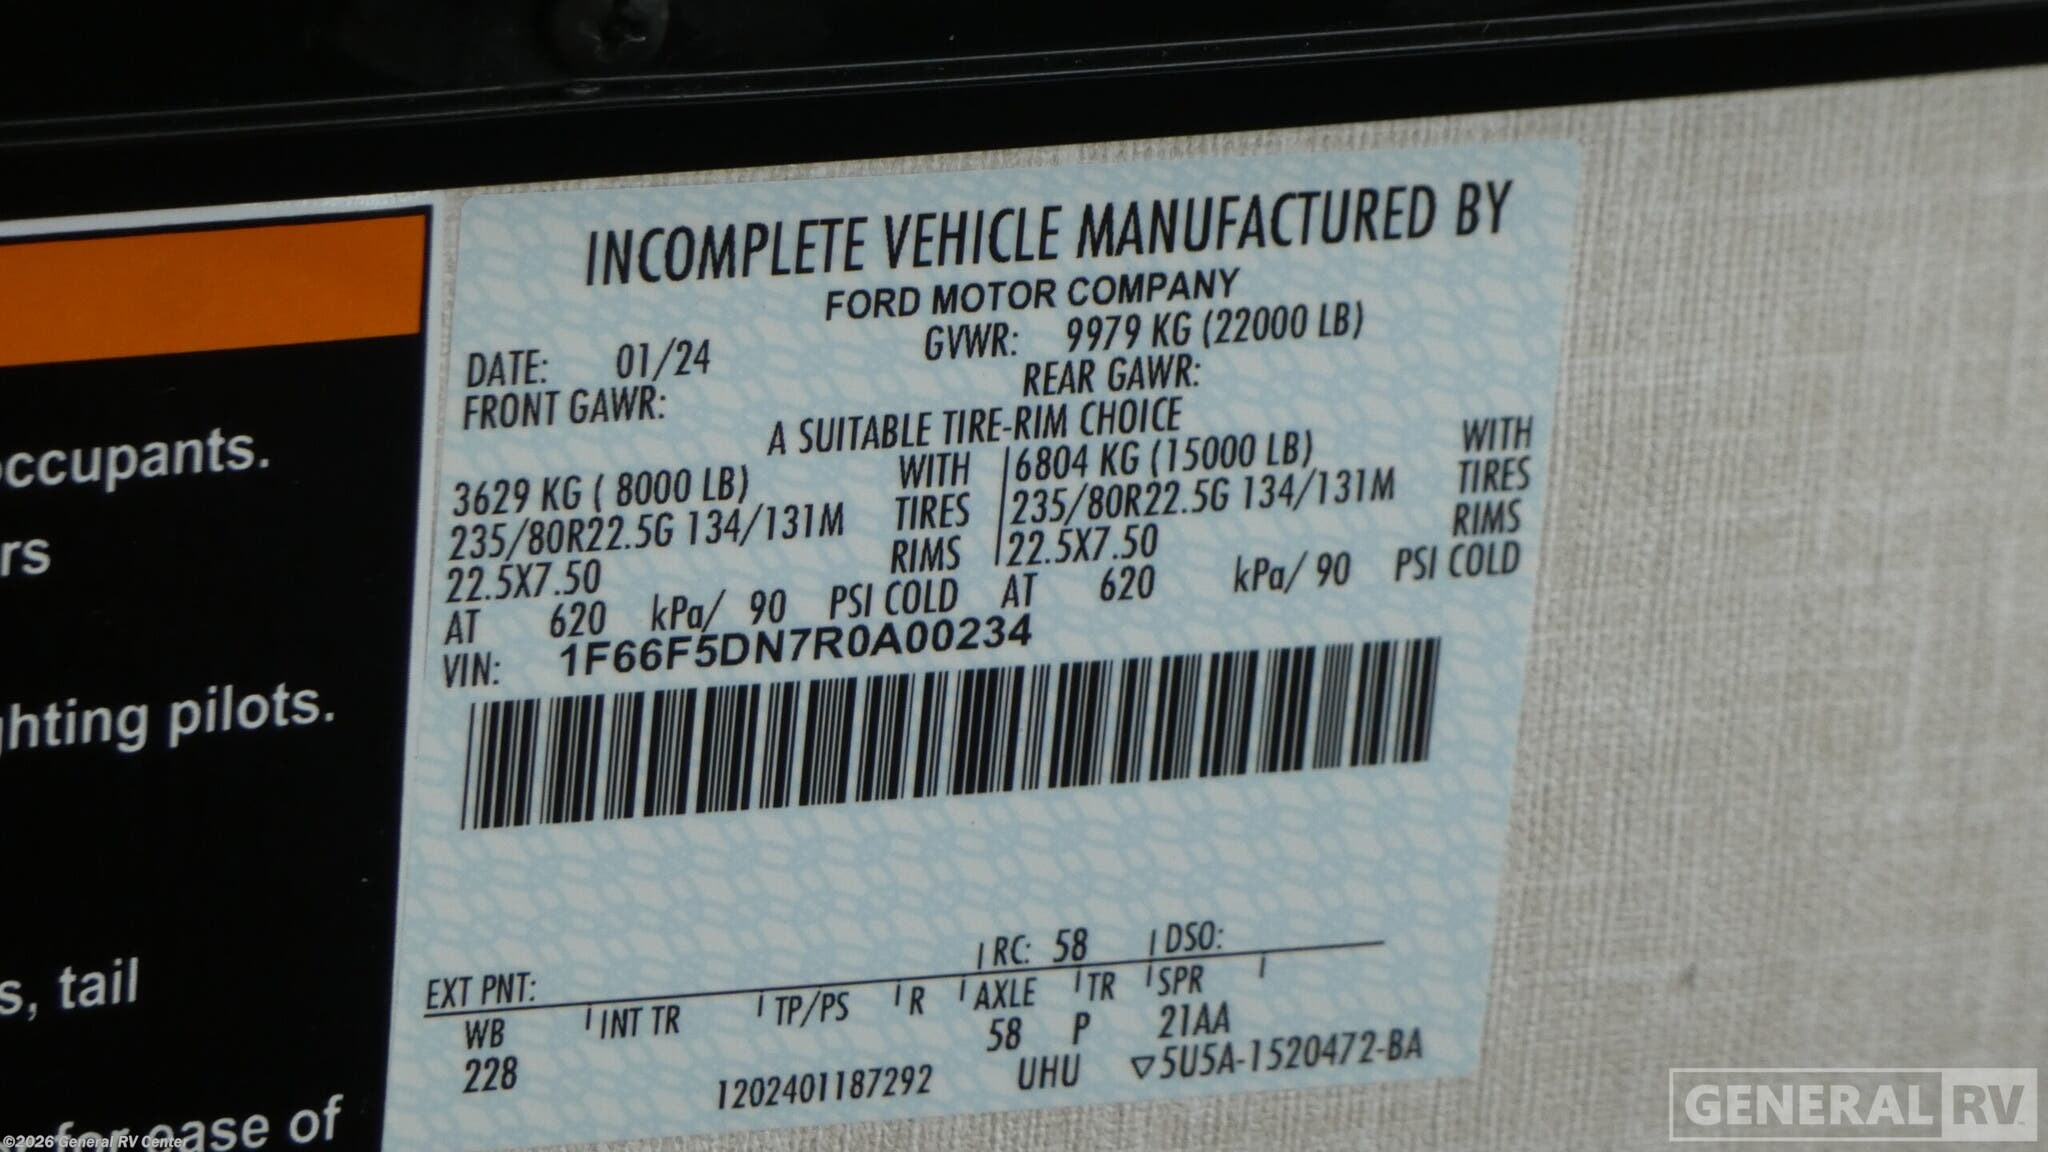 INCOMPLETE VEHICLE MANUFACTURED BY
FORD MOTOR COMPANY
DATE: 01/24 GVWR: 9979 KG (22000 LB)
FRONT GAWR: REAR GAWR:
A SUITABLE TIRE-RIM CHOICE
3629 KG ( 8000 LB) WITH 6804 KG (15000 LB) WITH
235/80R22.5G 134/131M TIRES 235/80R22.5G 134/131M TIRES
22.5X7.50 RIMS 22.5X7.50 RIMS
AT 620 kPa/ 90 PSI COLD AT 620 kPa/ 90 PSI COLD
VIN: 1F66F5DN7R0A00234
EXT PNT: RC: 58 DSO:
WB INT TR TP/PS R AXLE TR SPR
228 58 P 21AA
1202401187292 UHU ▽5U5A-1520472-BA
occupants.
rs
ghting pilots.
s, tail
for ease of
©2026 General RV Center
GENERAL RV